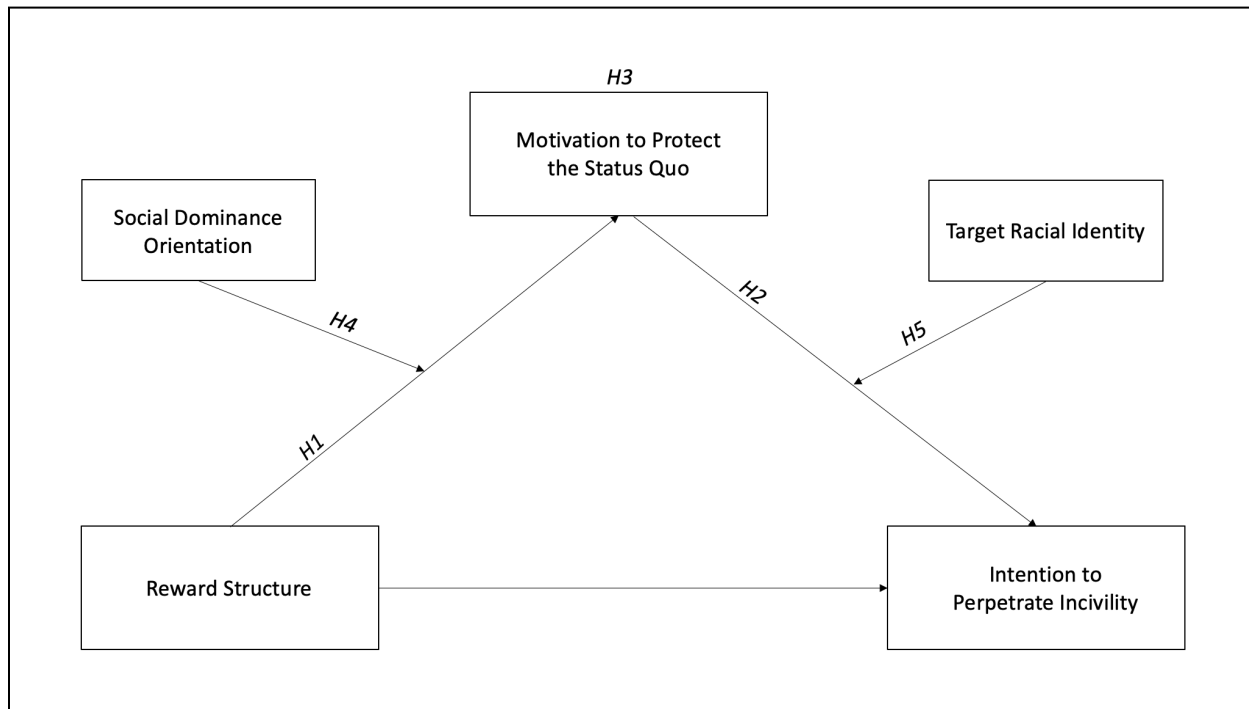 H3
Motivation to Protect
the Status Quo
Social Dominance
Orientation
Target Racial Identity
H2
H4
H5
H1
Reward Structure
Intention to
Perpetrate Incivility